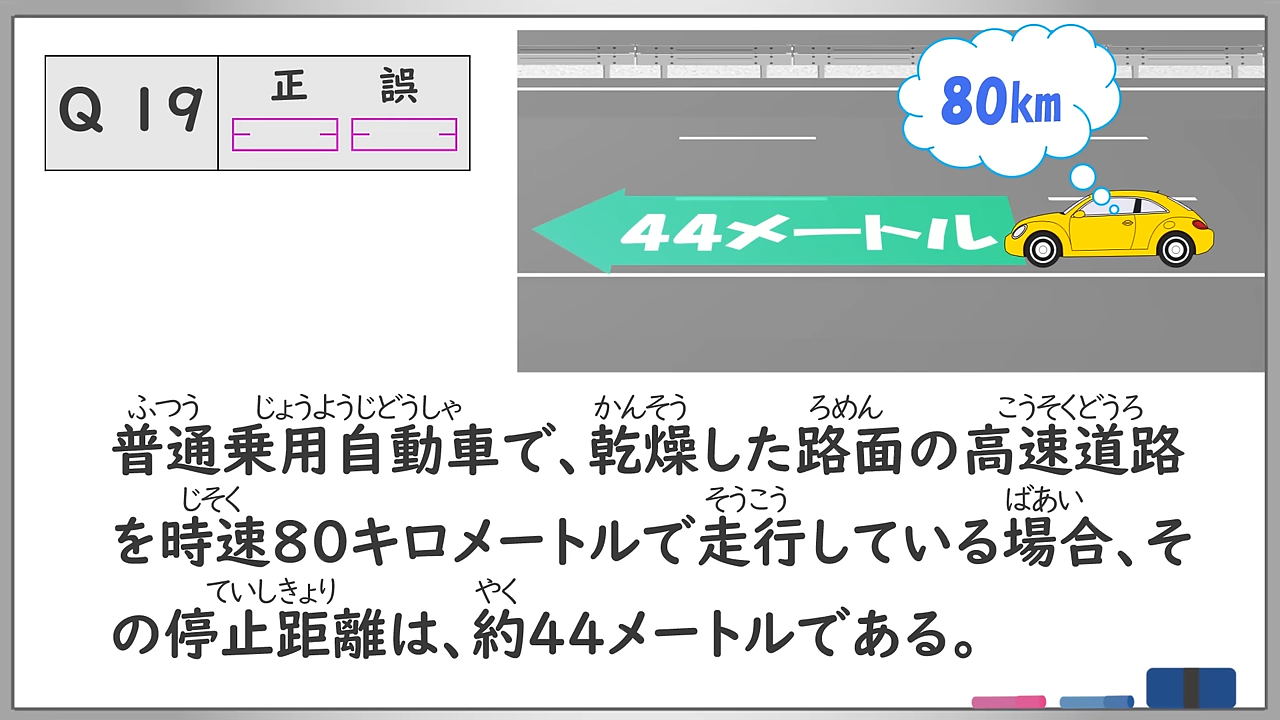 Q 19
正 誤
80km
44メートル
ふつう じょうようじどうしゃ かんそう ろめん こうそくどうろ
普通乗用自動車で、乾燥した路面の高速道路
じそく そうこう ばあい
を時速80キロメートルで走行している場合、そ
ていしきょり やく
の停止距離は、約44メートルである。